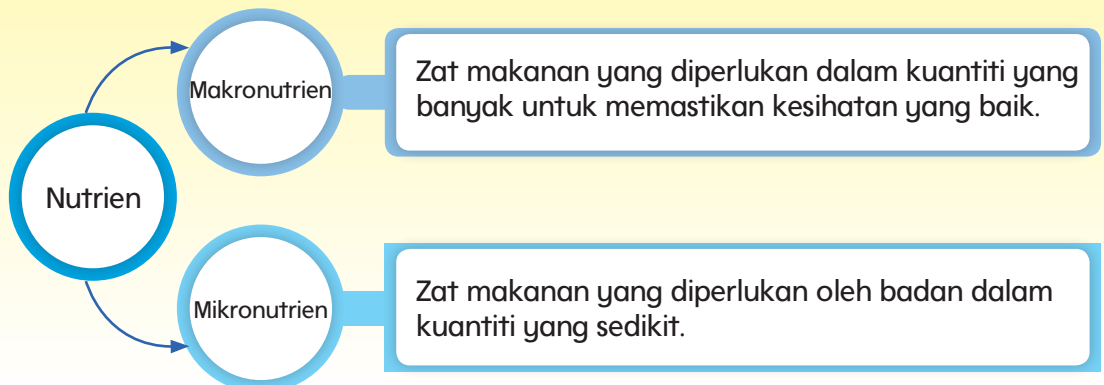 Nutrien
Makronutrien
Zat makanan yang diperlukan dalam kuantiti yang
banyak untuk memastikan kesihatan yang baik.
Mikronutrien
Zat makanan yang diperlukan oleh badan dalam
kuantiti yang sedikit.